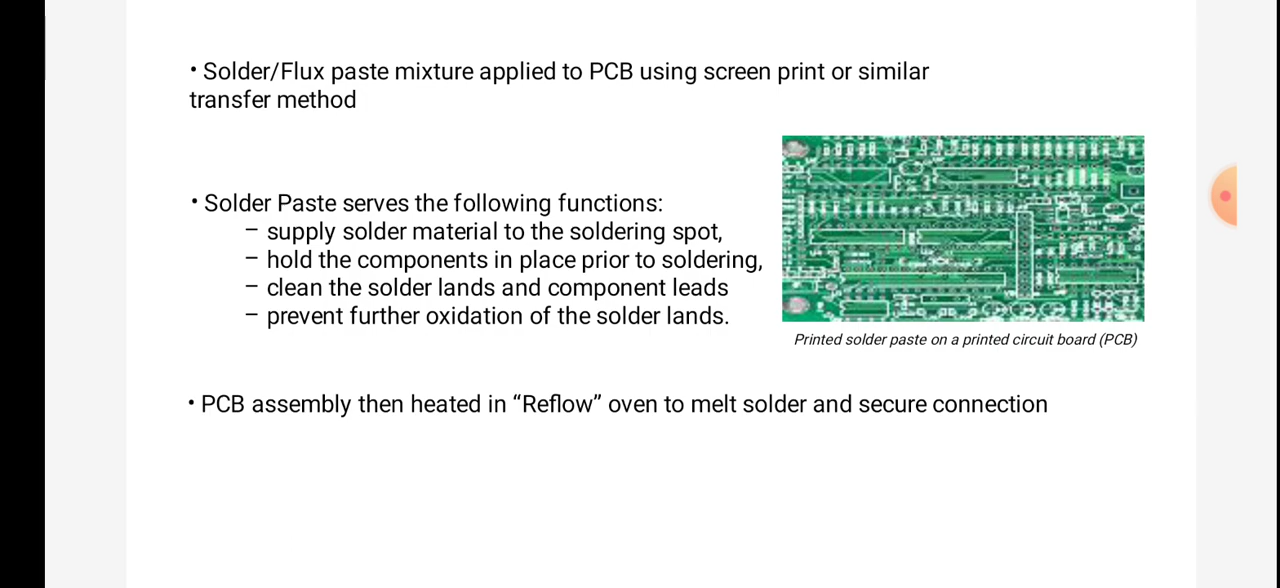 • Solder/Flux paste mixture applied to PCB using screen print or similar
transfer method
• Solder Paste serves the following functions:
– supply solder material to the soldering spot,
– hold the components in place prior to soldering,
– clean the solder lands and component leads
– prevent further oxidation of the solder lands.
Printed solder paste on a printed circuit board (PCB)
• PCB assembly then heated in “Reflow” oven to melt solder and secure connection